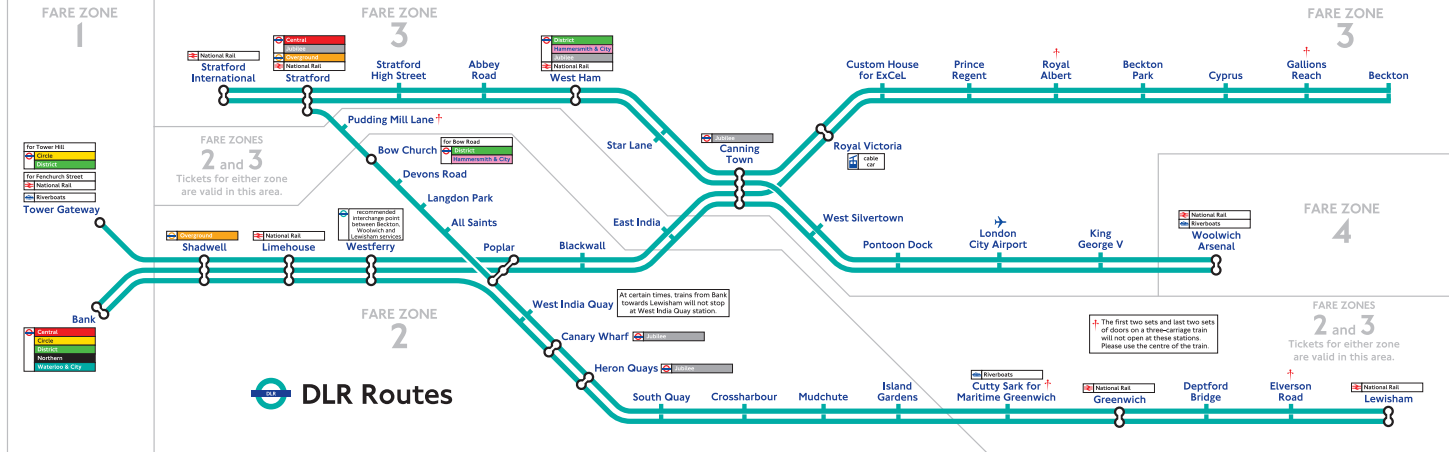 FARE ZONE
1
FARE ZONE
3
FARE ZONE
3
National Rail
Stratford
International
Central
Jubilee
Overground
National Rail
Stratford
Stratford
High Street
Abbey
Road
District
Hammersmith & City
Jubilee
National Rail
West Ham
Custom House
for ExCeL
Prince
Regent
†
Royal
Albert
Beckton
Park
Cyprus
†
Gallions
Reach
Beckton
Pudding Mill Lane†
FARE ZONES
2 and 3
Tickets for either zone
are valid in this area.
Bow Church
for Bow Road
District
Hammersmith & City
Star Lane
Jubilee
Canning
Town
Royal Victoria
cable
car
for Tower Hill
Circle
District
for Fenchurch Street
National Rail
Riverboats
Tower Gateway
Devons Road
Langdon Park
All Saints
recommended
interchange point
between Beckton,
Woolwich and
Lewisham services
Westferry
Overground
Shadwell
National Rail
Limehouse
Poplar
Blackwall
East India
West Silvertown
Pontoon Dock
London
City Airport
King
George V
National Rail
Riverboats
Woolwich
Arsenal
FARE ZONE
4
Bank
Central
Circle
District
Northern
Waterloo & City
FARE ZONE
2
West India Quay
At certain times, trains from Bank
towards Lewisham will not stop
at West India Quay station.
Canary Wharf
Jubilee
Heron Quays
Jubilee
† The first two sets and last two sets
of doors on a three-carriage train
will not open at these stations.
Please use the centre of the train.
FARE ZONES
2 and 3
Tickets for either zone
are valid in this area.
DLR
DLR Routes
South Quay
Crossharbour
Mudchute
Island
Gardens
Riverboats
Cutty Sark for †
Maritime Greenwich
National Rail
Greenwich
Deptford
Bridge
†
Elverson
Road
National Rail
Lewisham